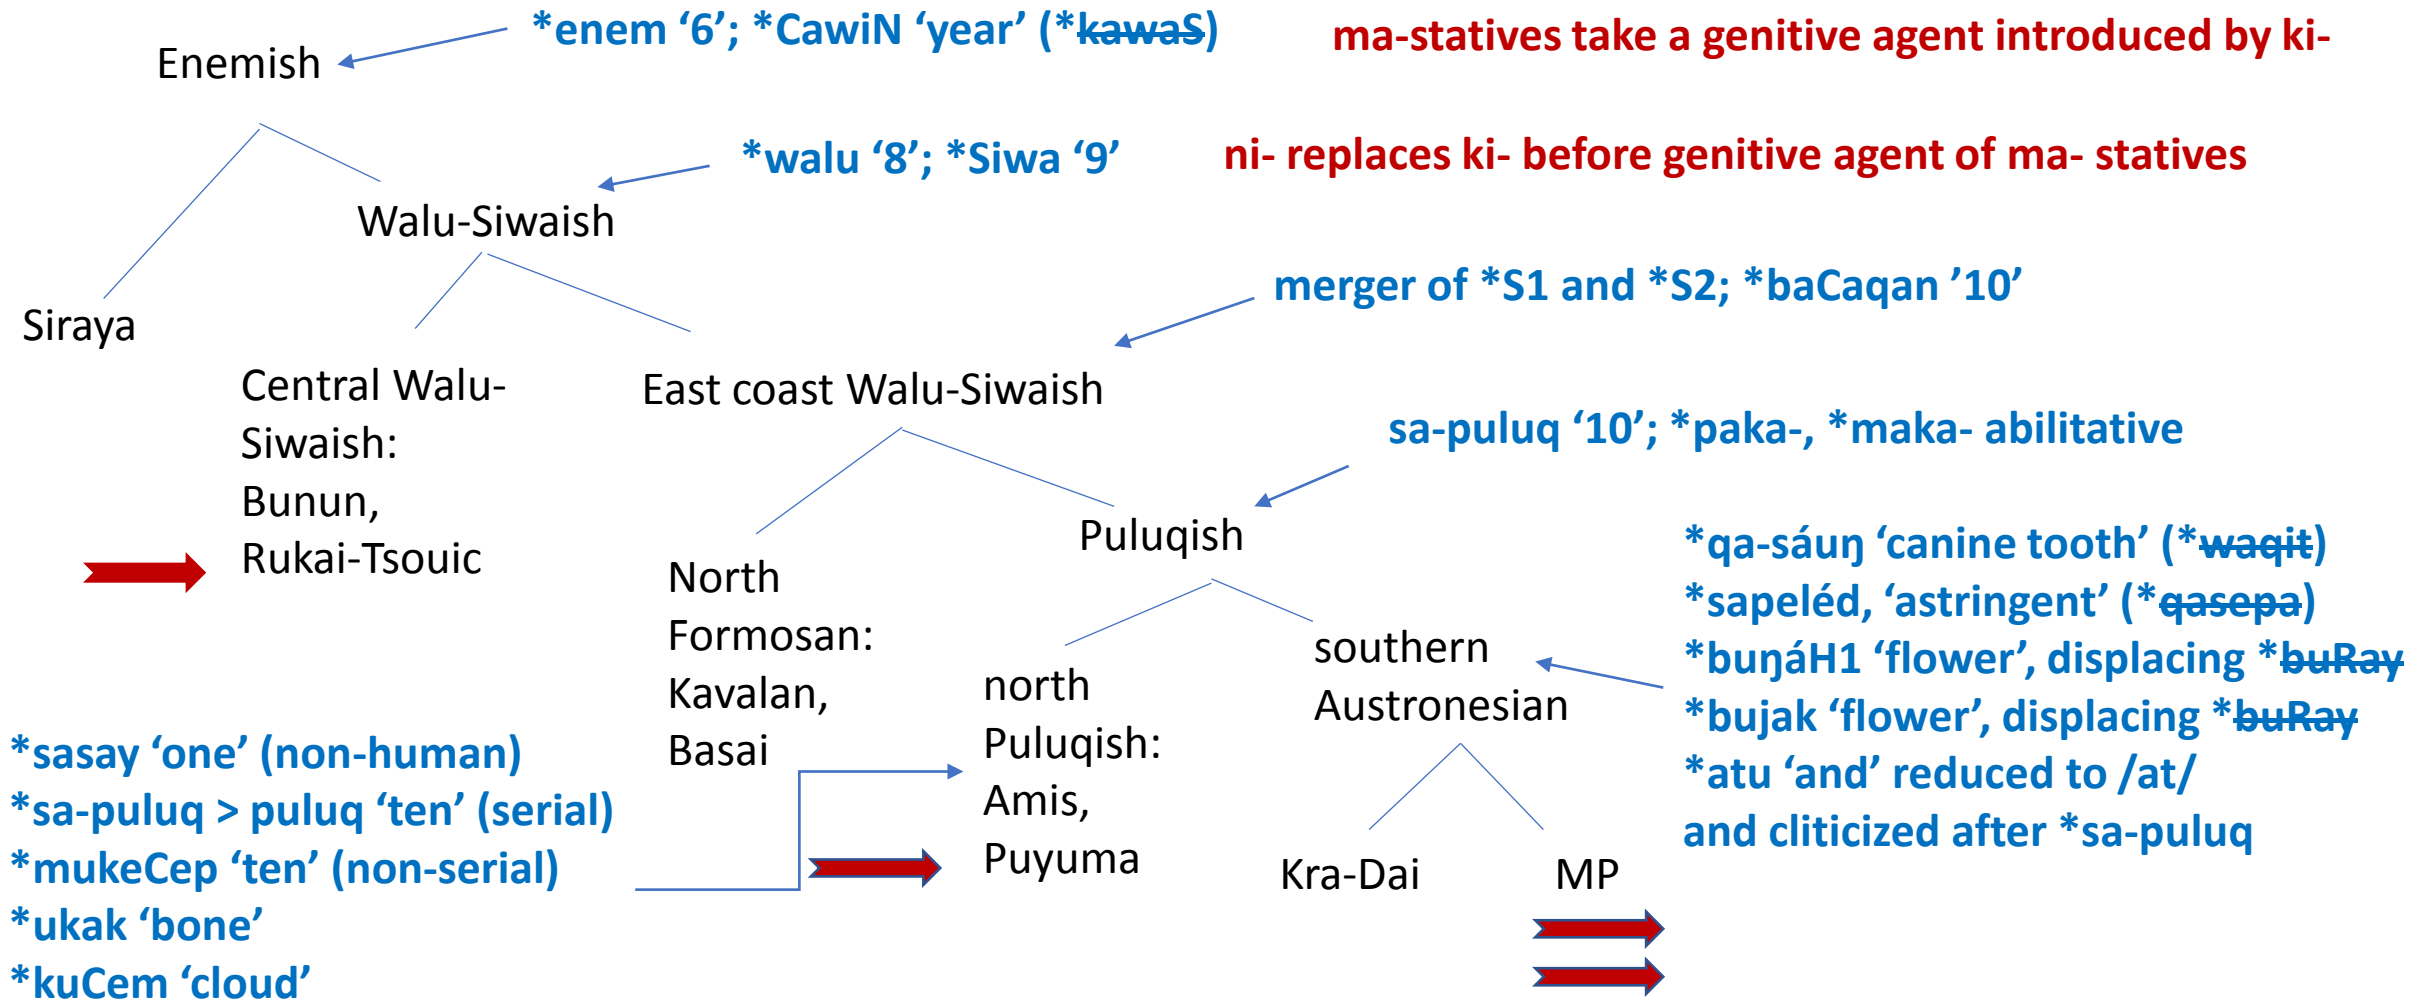 *enem ‘6’; *CawiN ‘year’ (*kawaS)
ma-statives take a genitive agent introduced by ki-
Enemish
*walu ‘8’; *Siwa ‘9’
ni- replaces ki- before genitive agent of ma- statives
Walu-Siwaish
merger of *S1 and *S2; *baCaqan ’10’
Siraya
Central Walu-
Siwaish:
Bunun,
Rukai-Tsouic
East coast Walu-Siwaish
sa-puluq ‘10’; *paka-, *maka- abilitative
Puluqish
North
Formosan:
Kavalan,
Basai
north
Puluqish:
Amis,
Puyuma
southern
Austronesian
*qa-sáuŋ ‘canine tooth’ (*waqit)
*sapeléd, ‘astringent’ (*qasepa)
*buŋáH1 ‘flower’, displacing *buRay
*bujak ‘flower’, displacing *buRay
*atu ‘and’ reduced to /at/
and cliticized after *sa-puluq
*sasay ‘one’ (non-human)
*sa-puluq > puluq ‘ten’ (serial)
*mukeCep ‘ten’ (non-serial)
*ukak ‘bone’
*kuCem ‘cloud’
Kra-Dai
MP